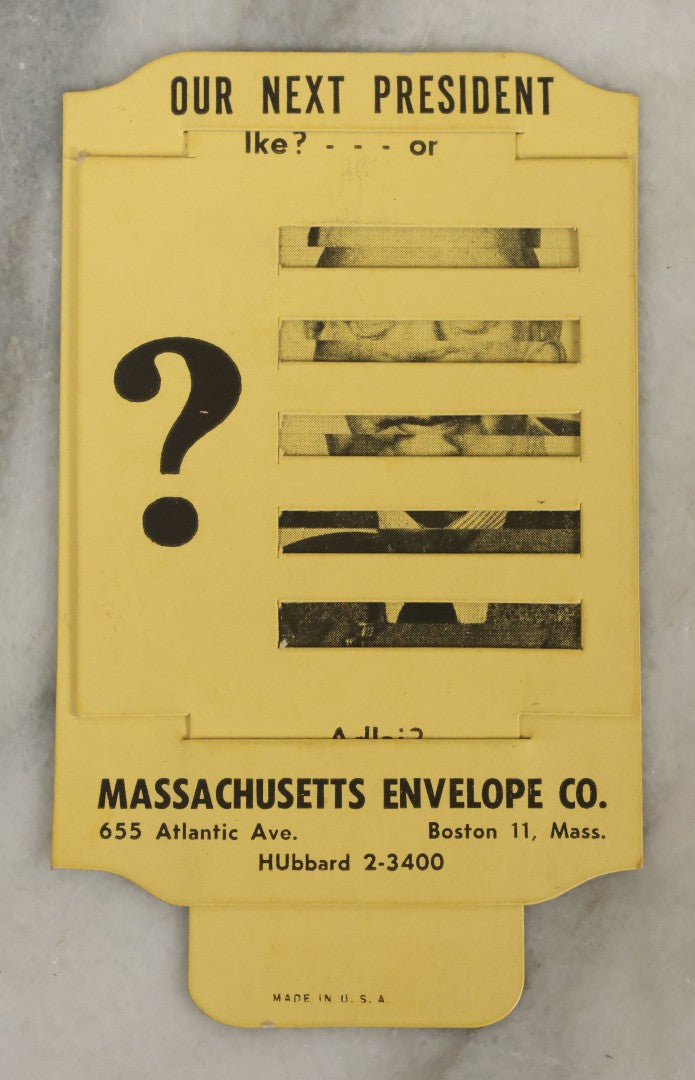 OUR NEXT PRESIDENT
Ike? - - - or
?
Adlai?
MASSACHUSETTS ENVELOPE CO.
655 Atlantic Ave. Boston 11, Mass.
HUbbard 2-3400
MADE IN U. S. A.